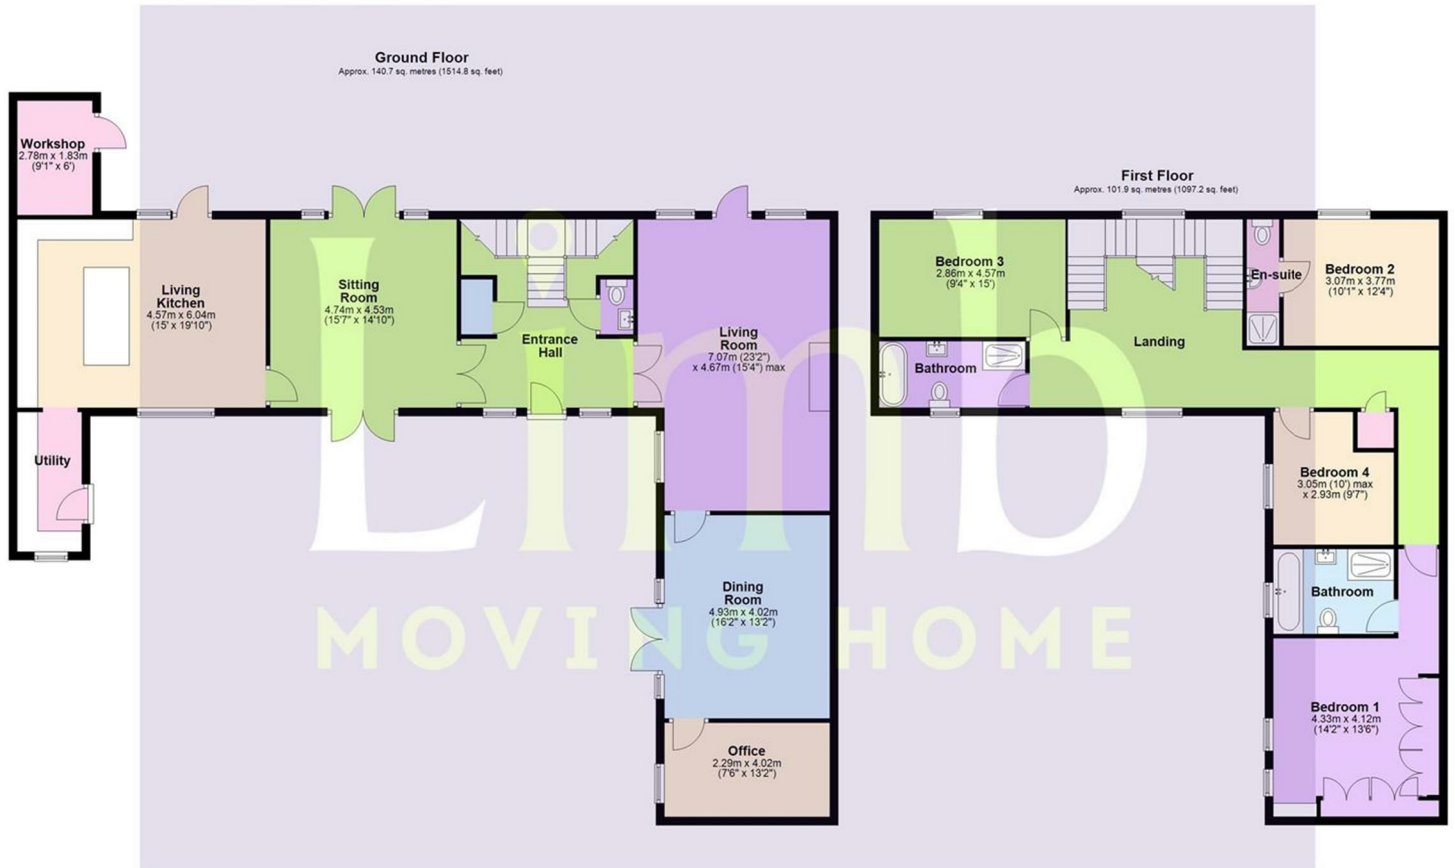 Ground Floor
Approx. 140.7 sq. metres (1514.8 sq. feet)
Workshop
2.78m x 1.83m
(9'1" x 6')
Living
Kitchen
4.57m x 6.04m
(15' x 19'10")
Sitting
Room
4.74m x 4.53m
(15'7" x 14'10")
Entrance
Hall
Living
Room
7.07m (23'2")
x 4.67m (15'4") max
Utility
Dining
Room
4.93m x 4.02m
(16'2" x 13'2")
Office
2.29m x 4.02m
(7'6" x 13'2")
First Floor
Approx. 101.9 sq. metres (1097.2 sq. feet)
Bedroom 3
2.86m x 4.57m
(9'4" x 15')
En-suite
Bedroom 2
3.07m x 3.77m
(10'1" x 12'4")
Landing
Bathroom
Bedroom 4
3.05m (10') max
x 2.93m (9'7")
Bathroom
Bedroom 1
4.33m x 4.12m
(14'2" x 13'6")
Limb
MOVING HOME